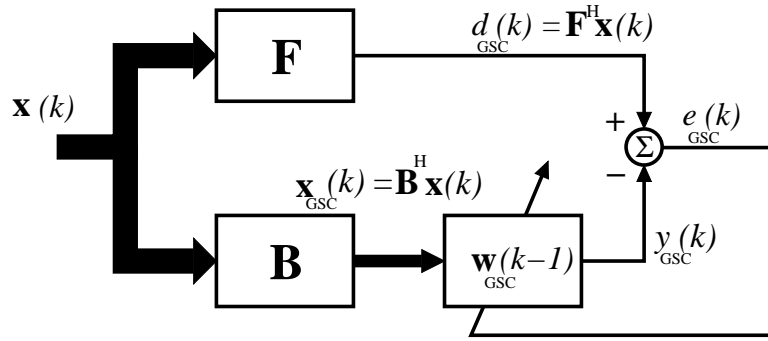 F
d_GSC(k) = F^H x(k)
x(k)
+
e_GSC(k)
Σ
−
x_GSC(k) = B^H x(k)
B
w_GSC(k−1)
y_GSC(k)